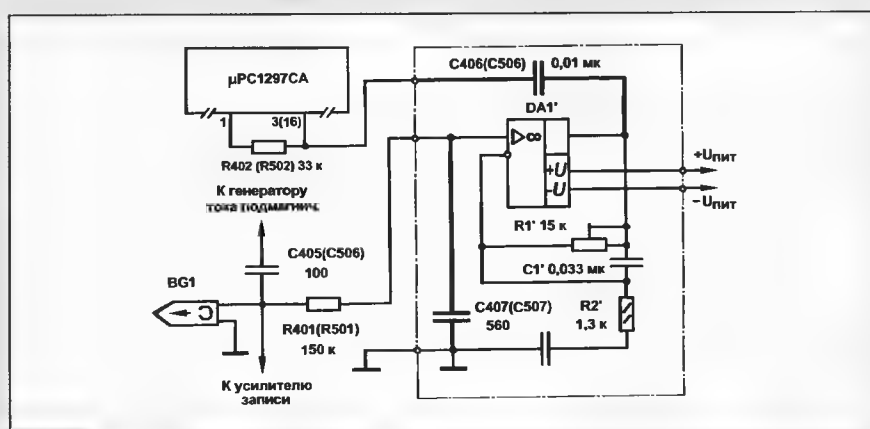 μPC1297CA
1 3(16)
R402 (R502) 33 к
К генератору
тока подмагнич.
C405(C506)
100
BG1
R401(R501)
150 к
К усилителю
записи
C406(C506) 0,01 мк
DA1'
▷∞
+U
-U
+Uпит
-Uпит
R1' 15 к
C1' 0,033 мк
C407(C507)
560
R2'
1,3 к